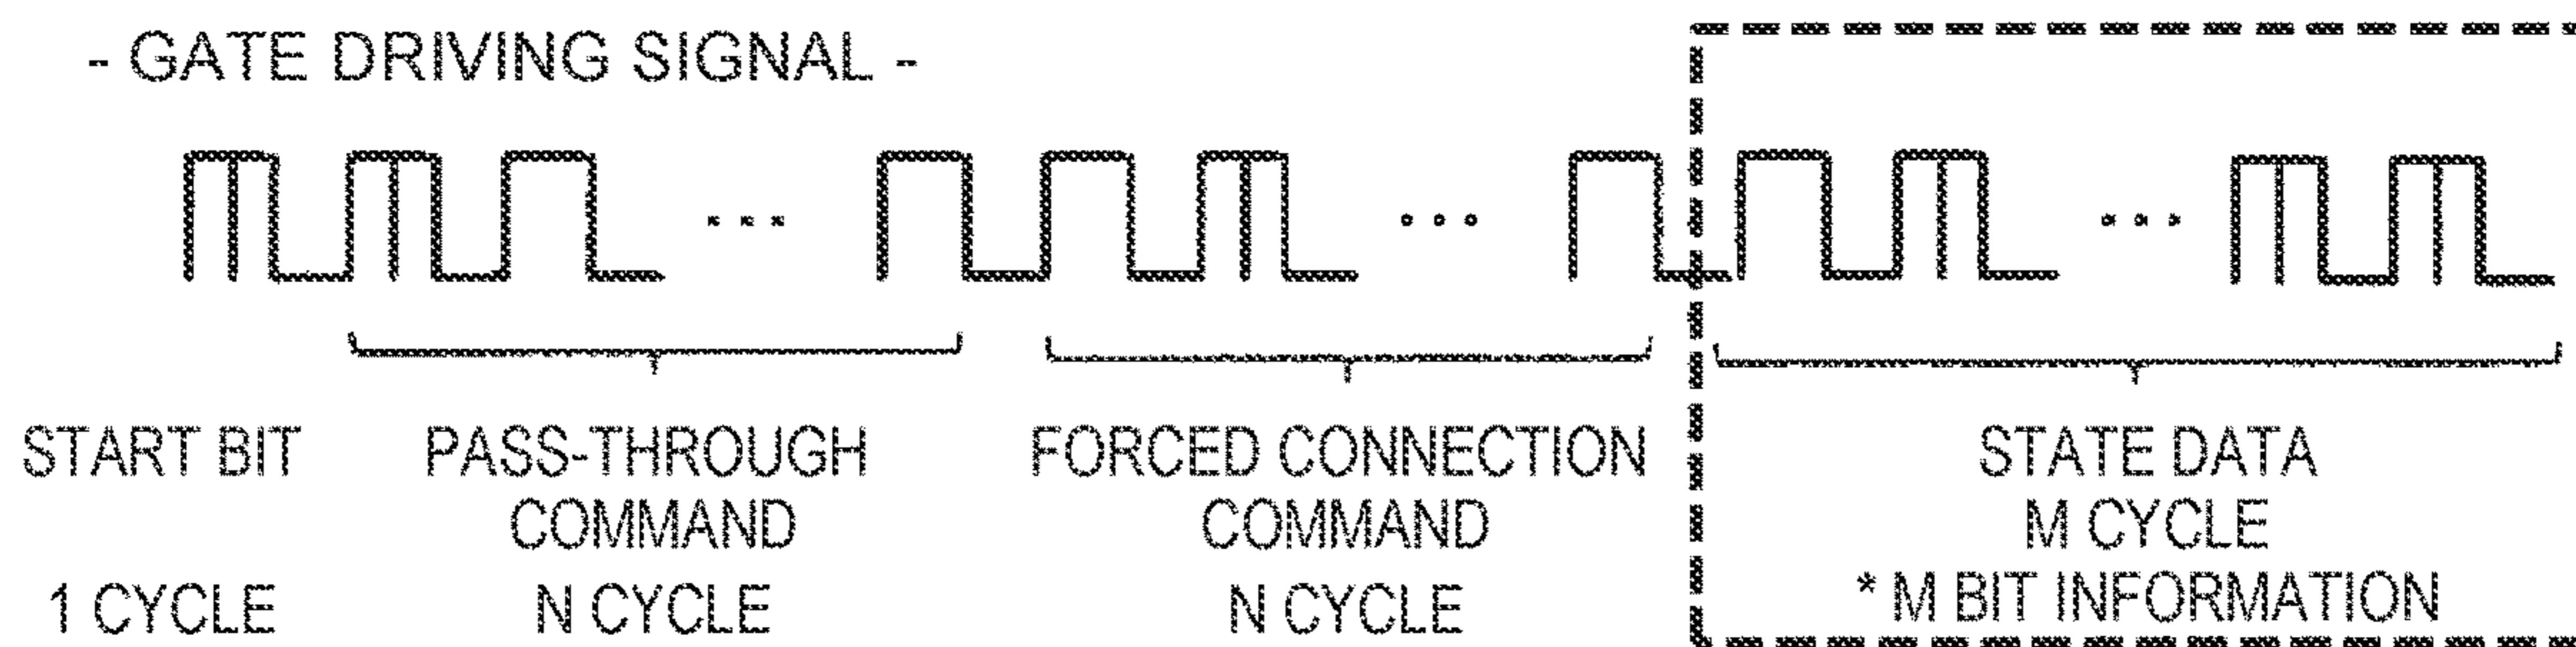 - GATE DRIVING SIGNAL -
START BIT
1 CYCLE
PASS-THROUGH
COMMAND
N CYCLE
FORCED CONNECTION
COMMAND
N CYCLE
STATE DATA
M CYCLE
* M BIT INFORMATION